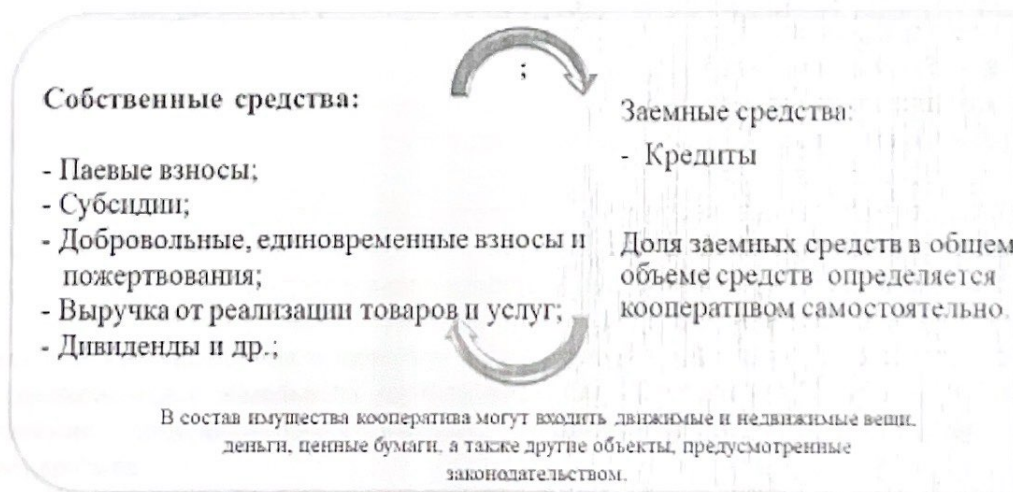 ;
Собственные средства:
- Паевые взносы;
- Субсидии;
- Добровольные, единовременные взносы и
пожертвования;
- Выручка от реализации товаров и услуг;
- Дивиденды и др.;
Заемные средства:
- Кредиты
Доля заемных средств в общем
объеме средств определяется
кооперативом самостоятельно.
В состав имущества кооператива могут входить движимые и недвижимые вещи,
деньги, ценные бумаги, а также другие объекты, предусмотренные
законодательством.